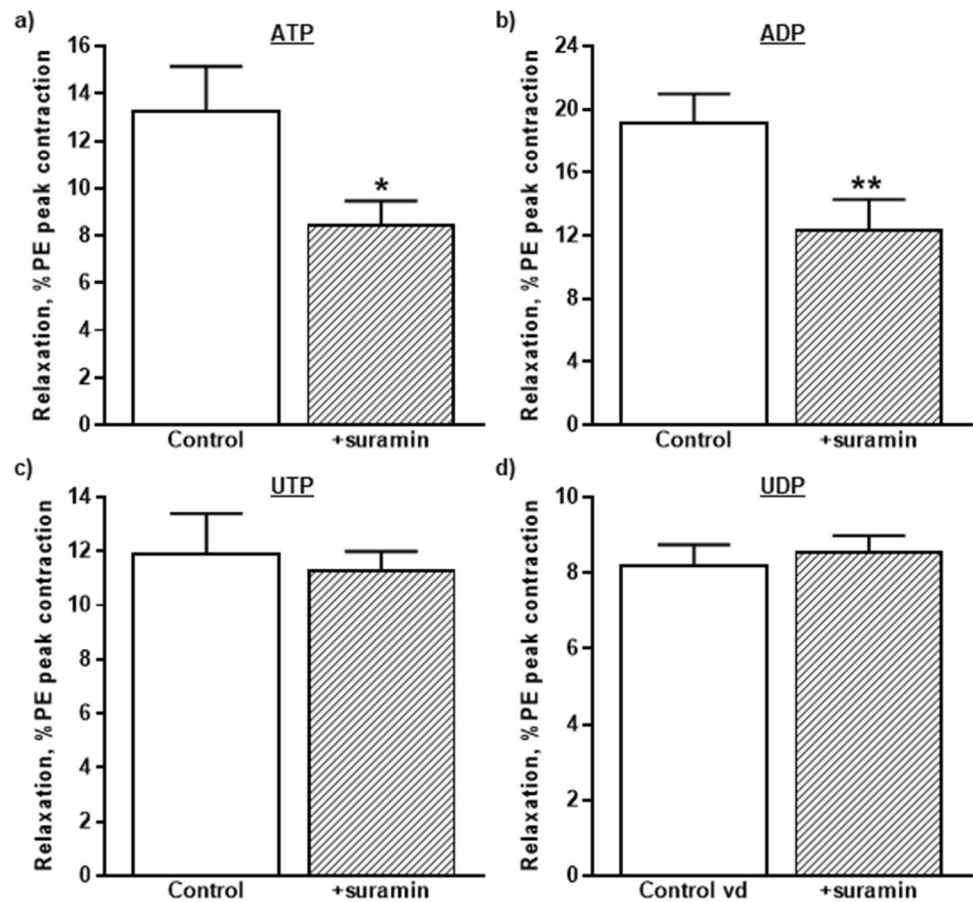 a)
ATP
Relaxation, % PE peak contraction
16
14
12
10
8
6
4
2
0
*
Control
+suramin
b)
ADP
Relaxation, % PE peak contraction
24
20
16
12
8
4
0
**
Control
+suramin
c)
UTP
Relaxation, % PE peak contraction
14
12
10
8
6
4
2
0
Control
+suramin
d)
UDP
Relaxation, % PE peak contraction
10
8
6
4
2
0
Control vd
+suramin